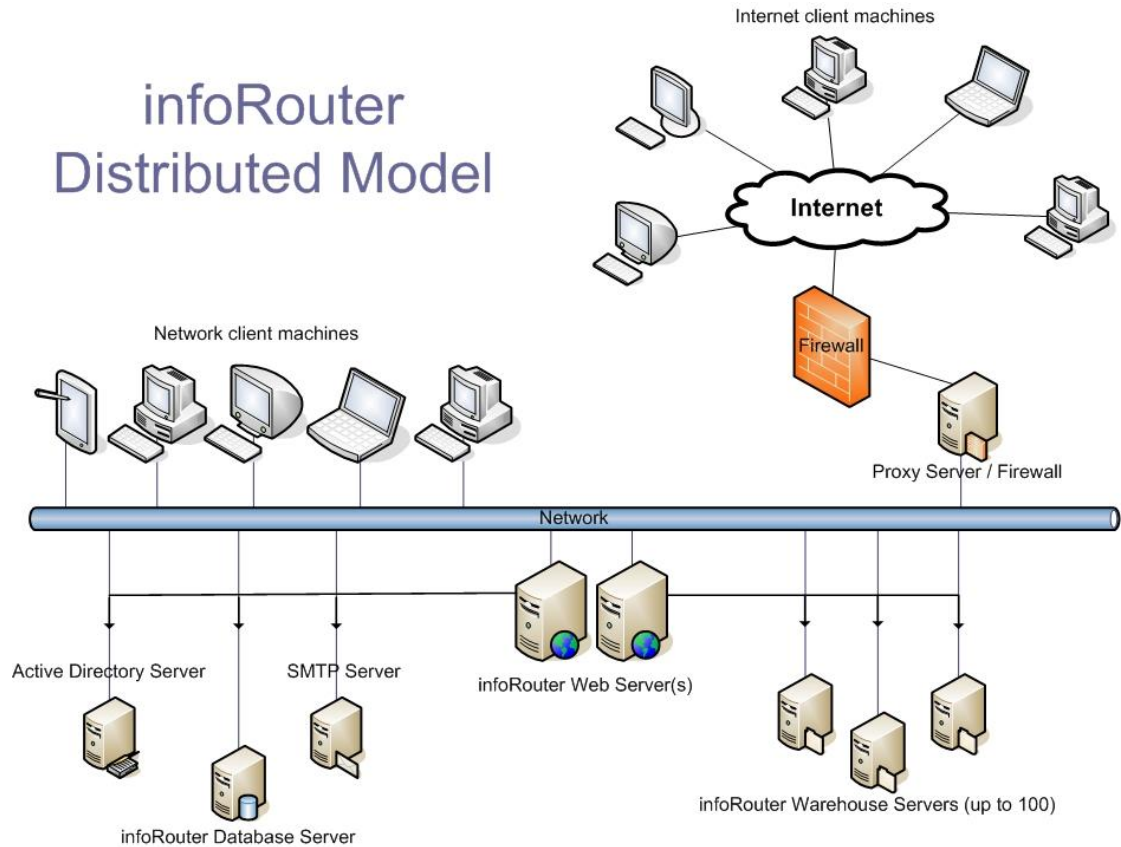 infoRouter
Distributed Model
Internet client machines
Internet
Firewall
Network client machines
Proxy Server / Firewall
Network
Active Directory Server
SMTP Server
infoRouter Web Server(s)
infoRouter Warehouse Servers (up to 100)
infoRouter Database Server